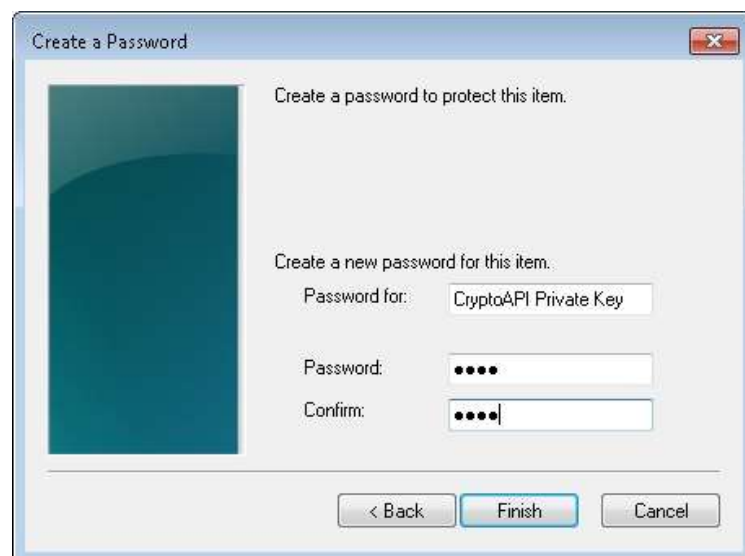 Create a Password
Create a password to protect this item.
Create a new password for this item.
Password for: CryptoAPI Private Key
Password: ••••
Confirm: ••••
< Back Finish Cancel